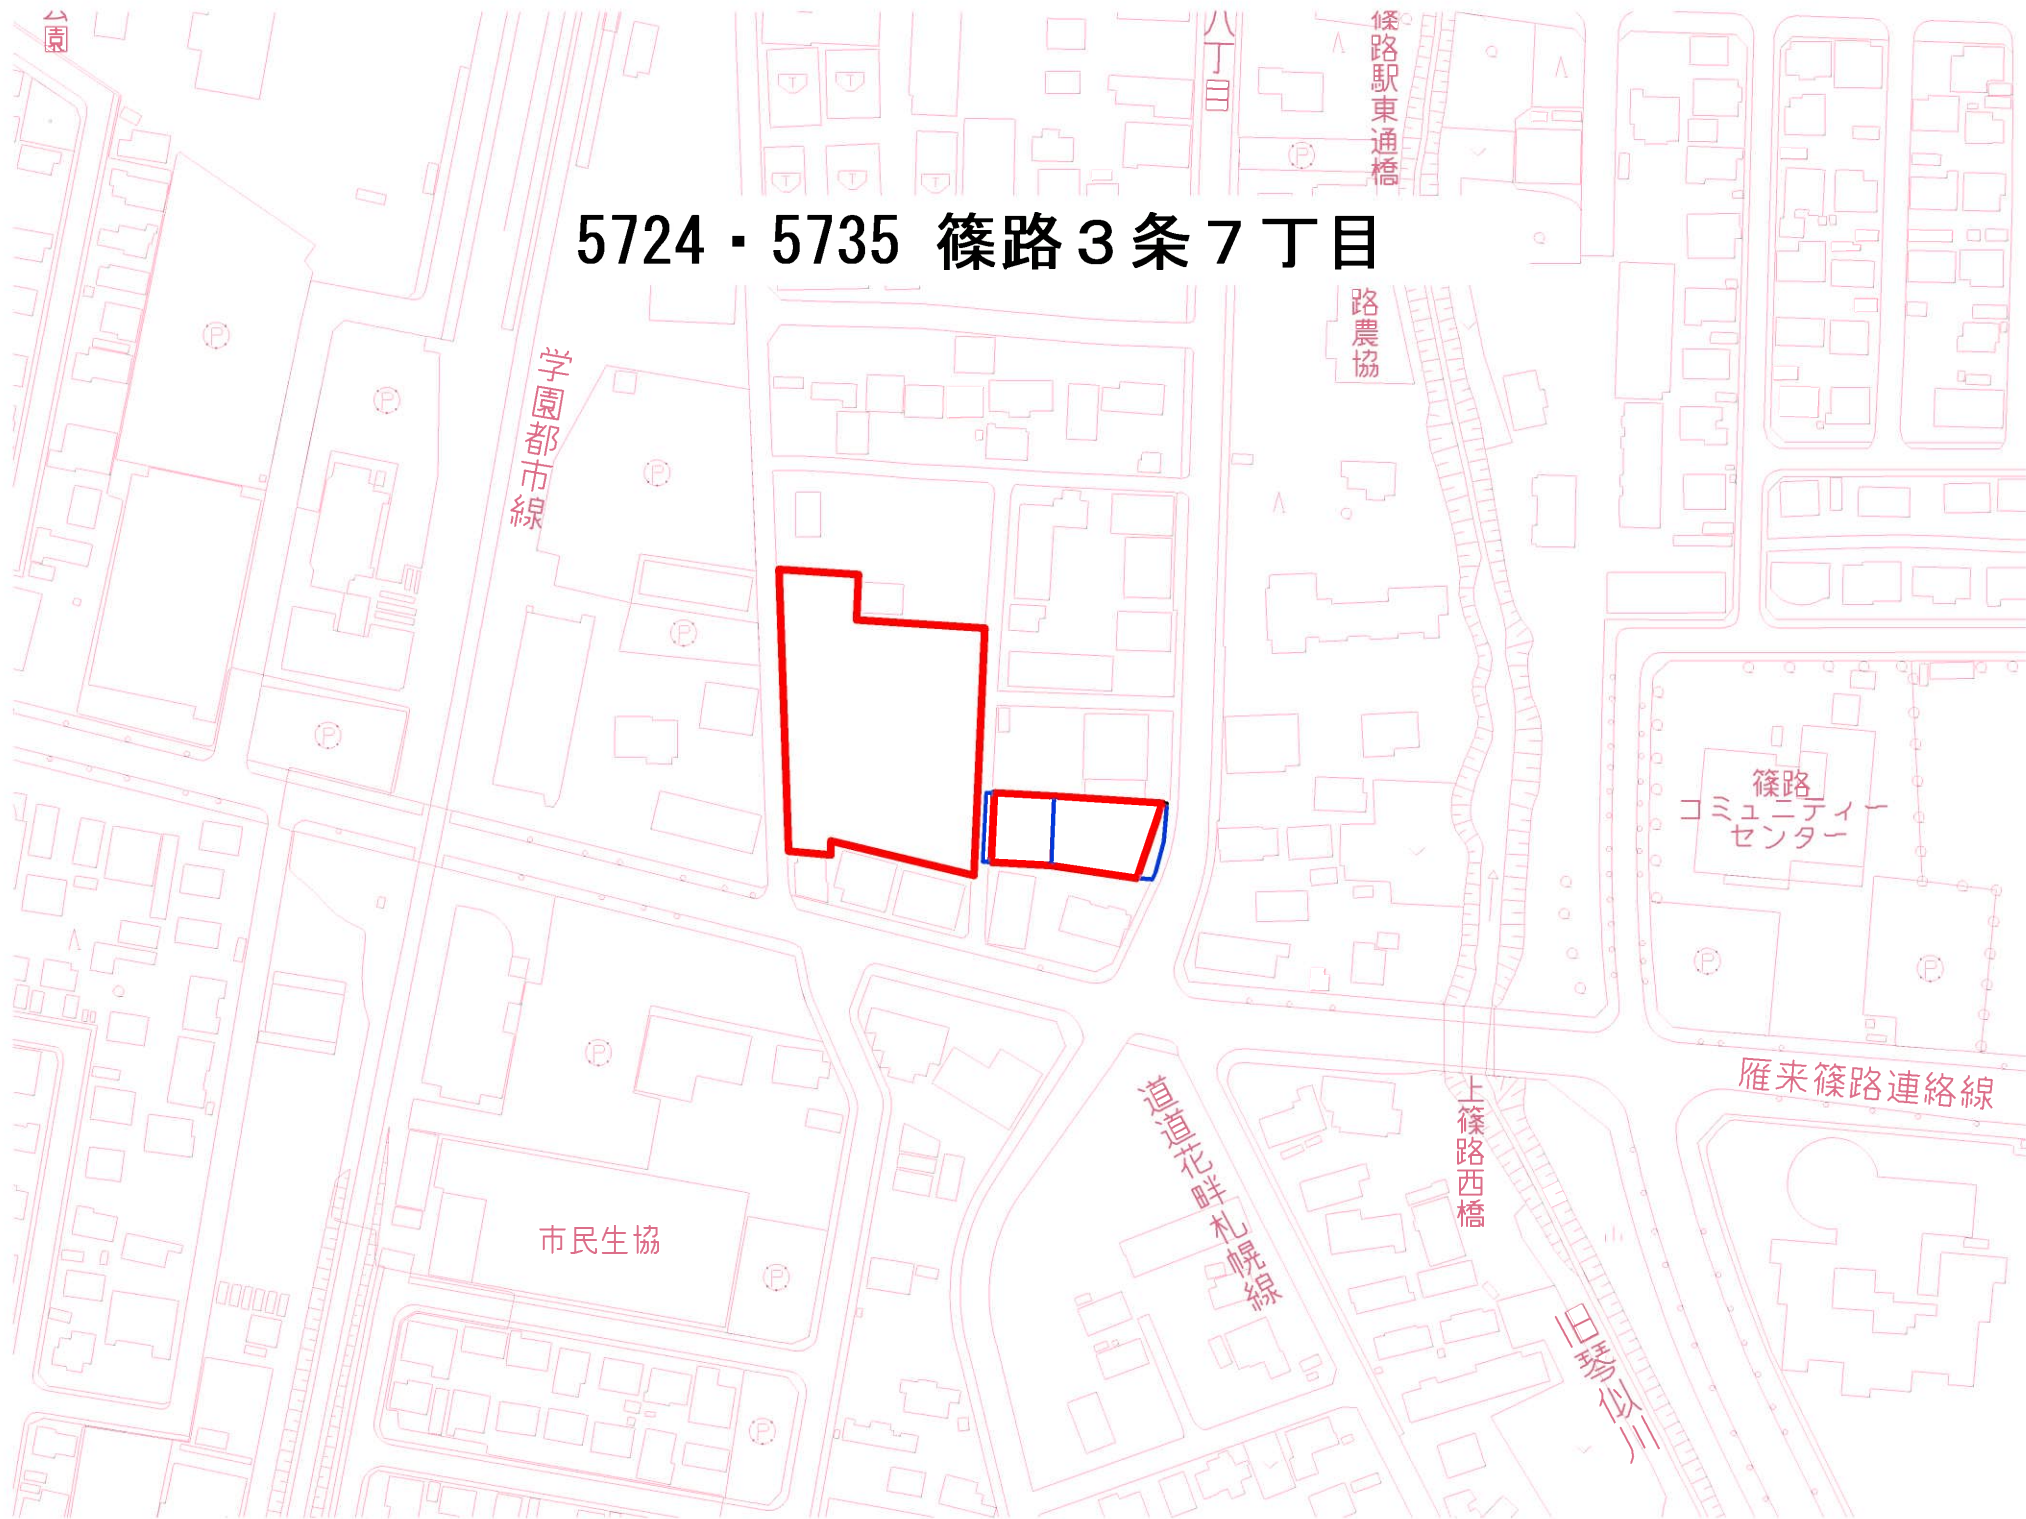 公園
八丁目
篠路駅東通橋
5724・5735 篠路3条7丁目
路農協
学園都市線
篠路
コミュニティー
センター
雁来篠路連絡線
道道花畔札幌線
上篠路西橋
市民生協
旧琴似川